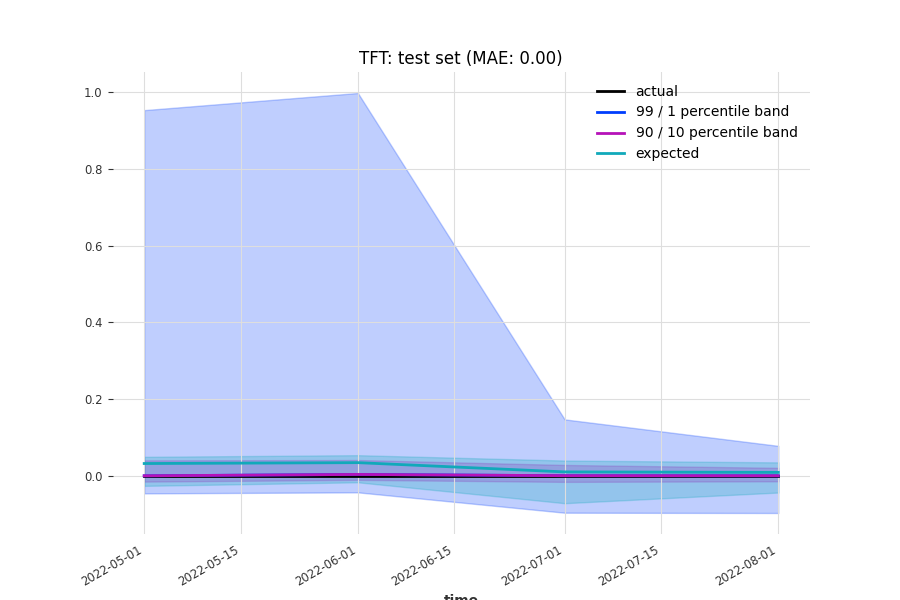 TFT: test set (MAE: 0.00)
actual
99 / 1 percentile band
90 / 10 percentile band
expected
1.0
0.8
0.6
0.4
0.2
0.0
2022-05-01
2022-05-15
2022-06-01
2022-06-15
2022-07-01
2022-07-15
2022-08-01
time